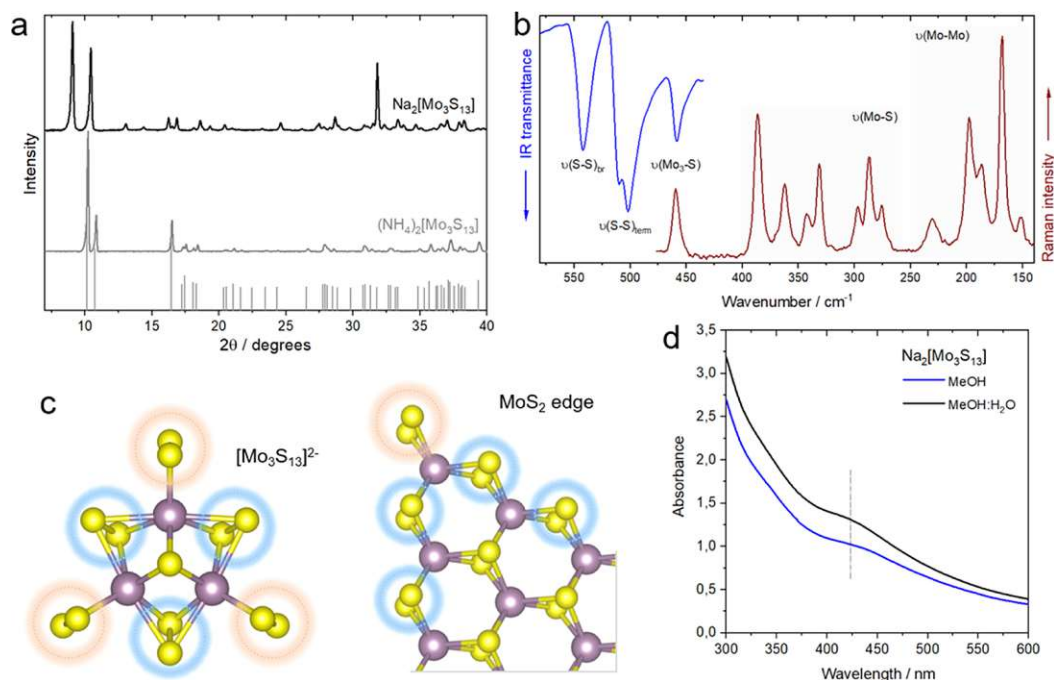 a
Na₂[Mo₃S₁₃]
(NH₄)₂[Mo₃S₁₃]
Intensity
10 15 20 25 30 35 40
2θ / degrees
b
IR transmittance
υ(S-S)br
υ(S-S)term
υ(Mo₃-S)
υ(Mo-S)
υ(Mo-Mo)
Raman intensity
550 500 450 400 350 300 250 200 150
Wavenumber / cm⁻¹
c
[Mo₃S₁₃]²⁻
MoS₂ edge
d
Na₂[Mo₃S₁₃]
MeOH
MeOH:H₂O
3,5
3,0
2,5
2,0
1,5
1,0
0,5
0,0
Absorbance
300 350 400 450 500 550 600
Wavelength / nm